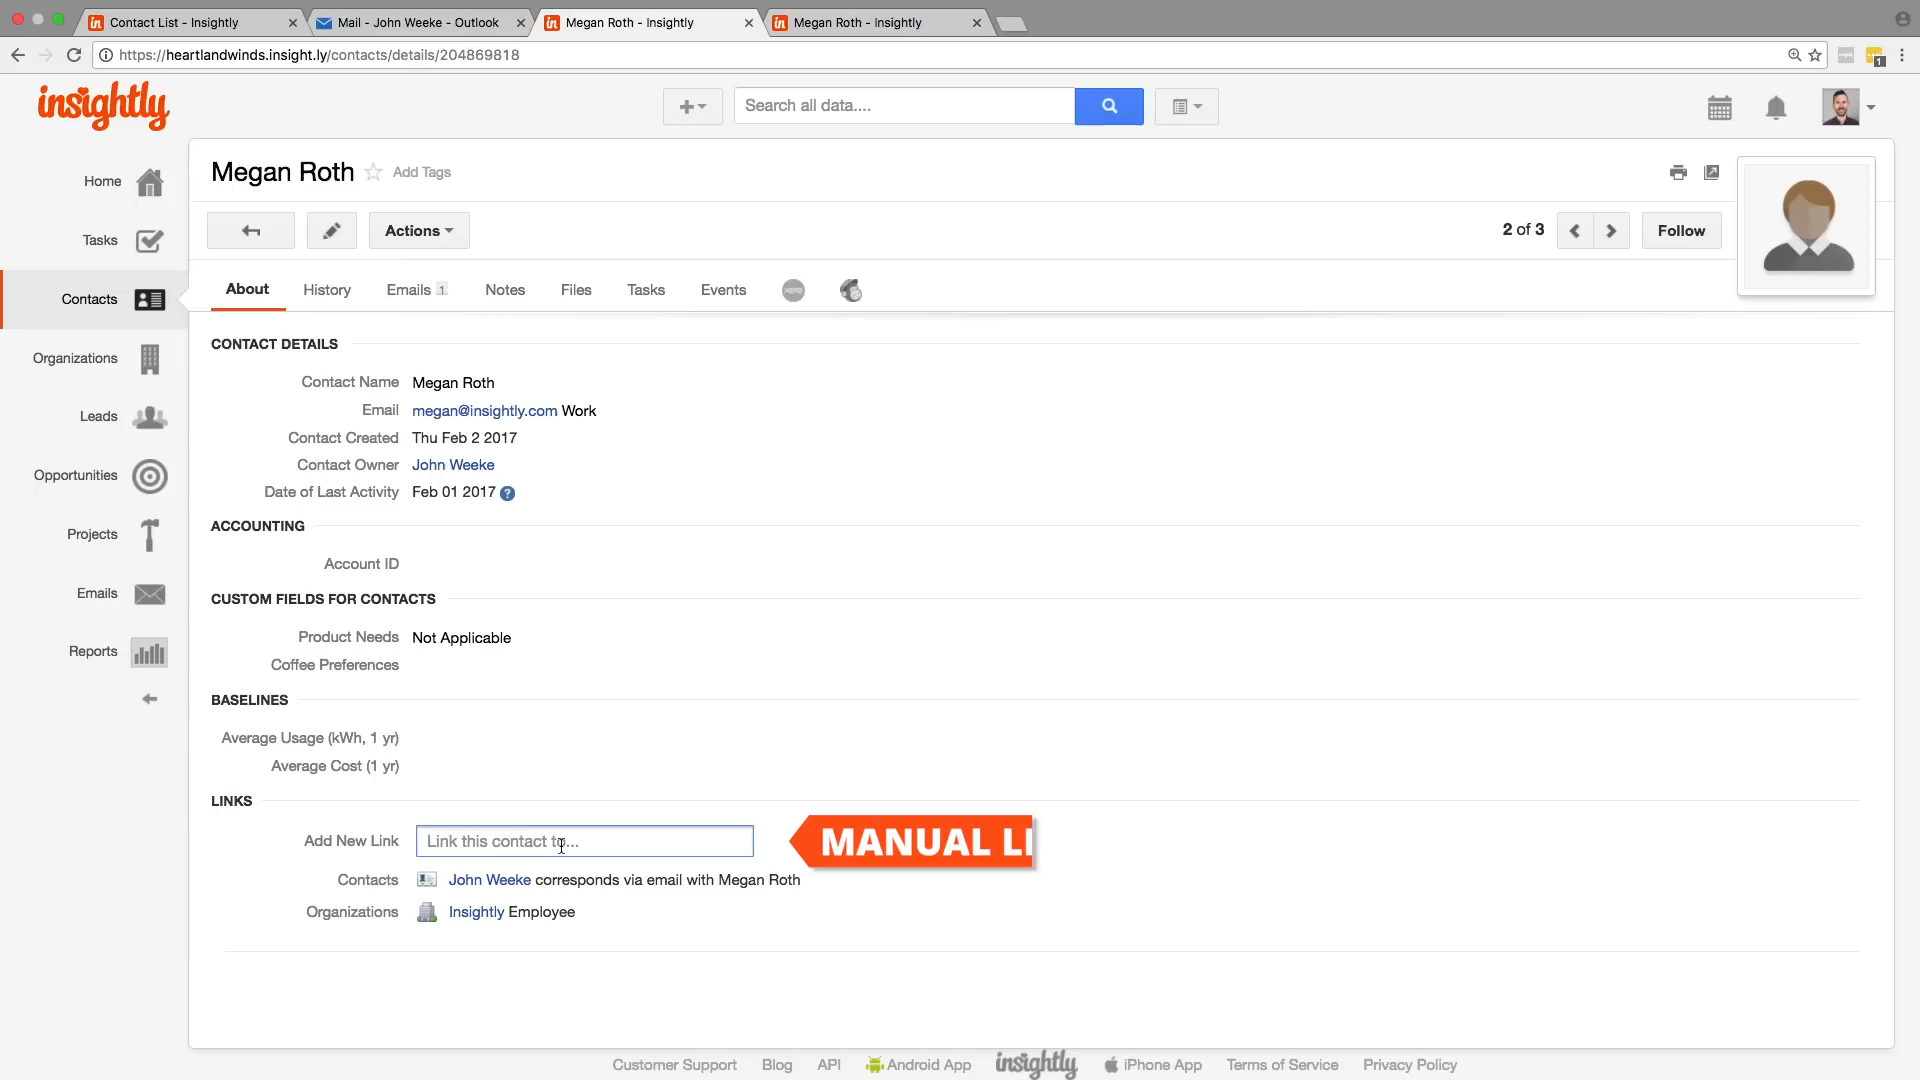 Contact List - Insightly
Mail - John Weeke - Outlook
Megan Roth - Insightly
Megan Roth - Insightly
https://heartlandwinds.insight.ly/contacts/details/204869818
1
insightly
Search all data....
Megan Roth
Add Tags
Actions
2 of 3
Follow
Home
Tasks
Contacts
Organizations
Leads
Opportunities
Projects
Emails
Reports
About
History
Emails 1
Notes
Files
Tasks
Events
CONTACT DETAILS
Contact Name Megan Roth
Email megan@insightly.com Work
Contact Created Thu Feb 2 2017
Contact Owner John Weeke
Date of Last Activity Feb 01 2017 ?
ACCOUNTING
Account ID
CUSTOM FIELDS FOR CONTACTS
Product Needs Not Applicable
Coffee Preferences
BASELINES
Average Usage (kWh, 1 yr)
Average Cost (1 yr)
LINKS
Add New Link Link this contact to...
MANUAL LI
Contacts John Weeke corresponds via email with Megan Roth
Organizations Insightly Employee
Customer Support
Blog
API
Android App
insightly
iPhone App
Terms of Service
Privacy Policy